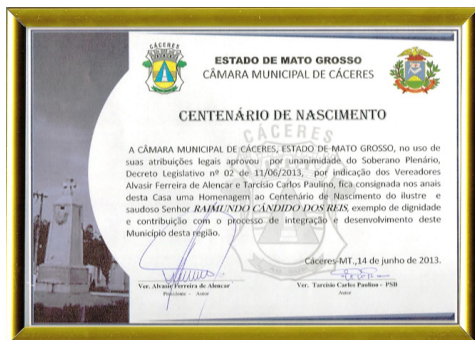 CÁCERES
ESTADO DE MATO GROSSO
CÂMARA MUNICIPAL DE CÁCERES
CENTENÁRIO DE NASCIMENTO
CÁCERES
A CÂMARA MUNICIPAL DE CÁCERES, ESTADO DE MATO GROSSO, no uso de
suas atribuições legais aprovou por unanimidade do Soberano Plenário,
Decreto Legislativo nº 02 de 11/06/2013, por indicação dos Vereadores
Alvasir Ferreira de Alencar e Tarcísio Carlos Paulino, fica consignada nos anais
desta Casa uma Homenagem ao Centenário de Nascimento do ilustre e
saudoso Senhor RAIMUNDO CÂNDIDO DOS REIS, exemplo de dignidade
e contribuição com o processo de integração e desenvolvimento deste
Município desta região.
Cáceres-MT.,14 de junho de 2013.
Ver. Alvasir Ferreira de Alencar
Presidente - Autor
Ver. Tarcísio Carlos Paulino - PSB
Autor